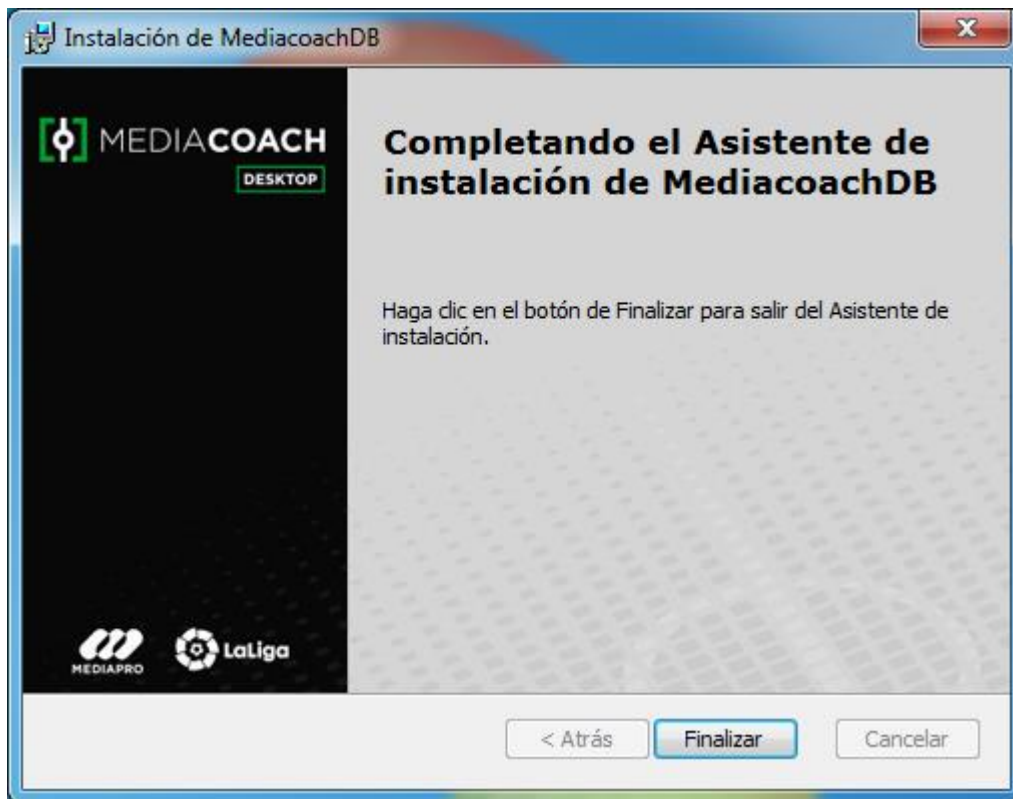 Instalación de MediacoachDB
MEDIACOACH
DESKTOP
Completando el Asistente de
instalación de MediacoachDB
Haga clic en el botón de Finalizar para salir del Asistente de
instalación.
MEDIAPRO
LaLiga
< Atrás
Finalizar
Cancelar